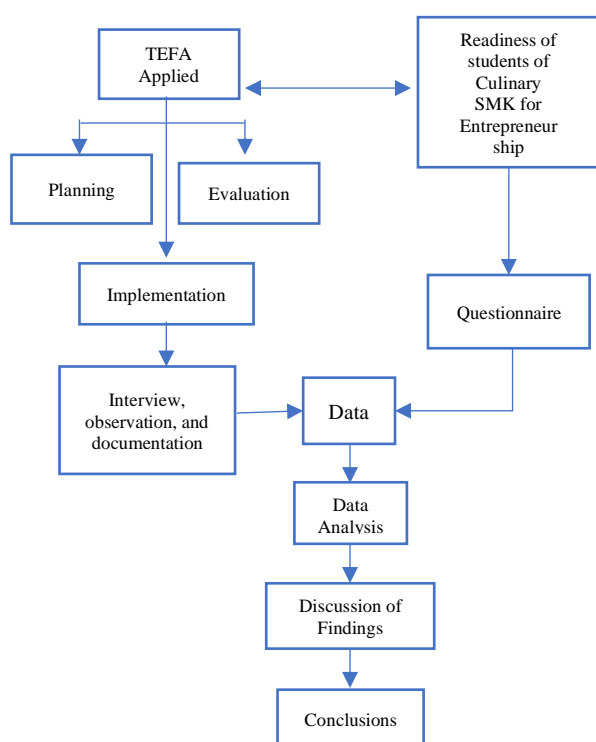 TEFA
Applied
Readiness of
students of
Culinary
SMK for
Entrepreneur
ship
Planning
Evaluation
Implementation
Questionnaire
Interview,
observation, and
documentation
Data
Data
Analysis
Discussion of
Findings
Conclusions